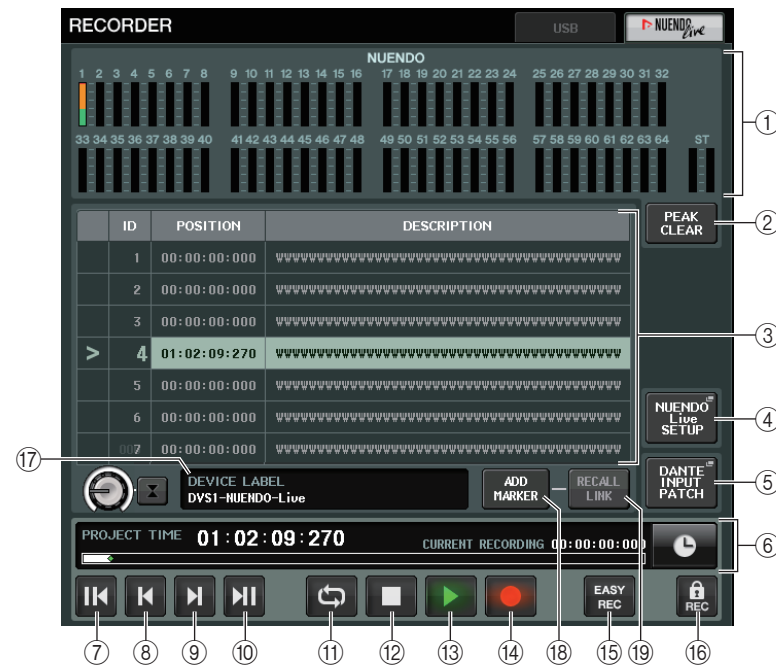 RECORDER
USB
NUENDO live
NUENDO
1 2 3 4 5 6 7 8 9 10 11 12 13 14 15 16 17 18 19 20 21 22 23 24 25 26 27 28 29 30 31 32
33 34 35 36 37 38 39 40 41 42 43 44 45 46 47 48 49 50 51 52 53 54 55 56 57 58 59 60 61 62 63 64 ST
①
PEAK CLEAR
②
ID POSITION DESCRIPTION
1 00:00:00:000
2 00:00:00:000
3 00:00:00:000
③
> 4 01:02:09:270
5 00:00:00:000
6 00:00:00:000
7 00:00:00:000
NUENDO Live SETUP
④
⑰
DEVICE LABEL
DVS1-NUENDO-Live
ADD MARKER
RECALL LINK
DANTE INPUT PATCH
⑤
PROJECT TIME 01:02:09:270
CURRENT RECORDING 00:00:00:000
⑥
EASY REC
REC
⑦ ⑧ ⑨ ⑩ ⑪ ⑫ ⑬ ⑭ ⑱ ⑮ ⑲ ⑯